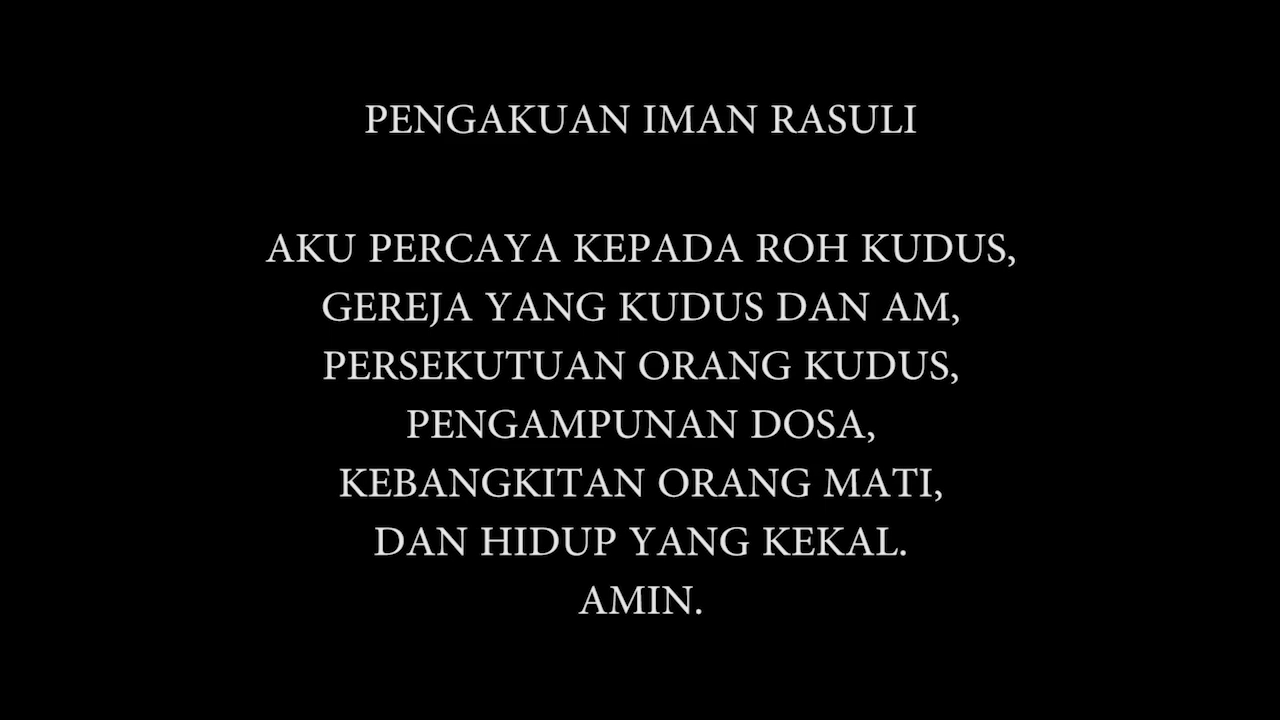 PENGAKUAN IMAN RASULI
AKU PERCAYA KEPADA ROH KUDUS,
GEREJA YANG KUDUS DAN AM,
PERSEKUTUAN ORANG KUDUS,
PENGAMPUNAN DOSA,
KEBANGKITAN ORANG MATI,
DAN HIDUP YANG KEKAL.
AMIN.